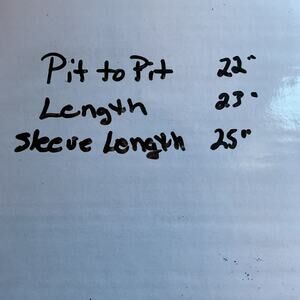 Pit to Pit 22"
Length 23"
Sleeve Length 25"